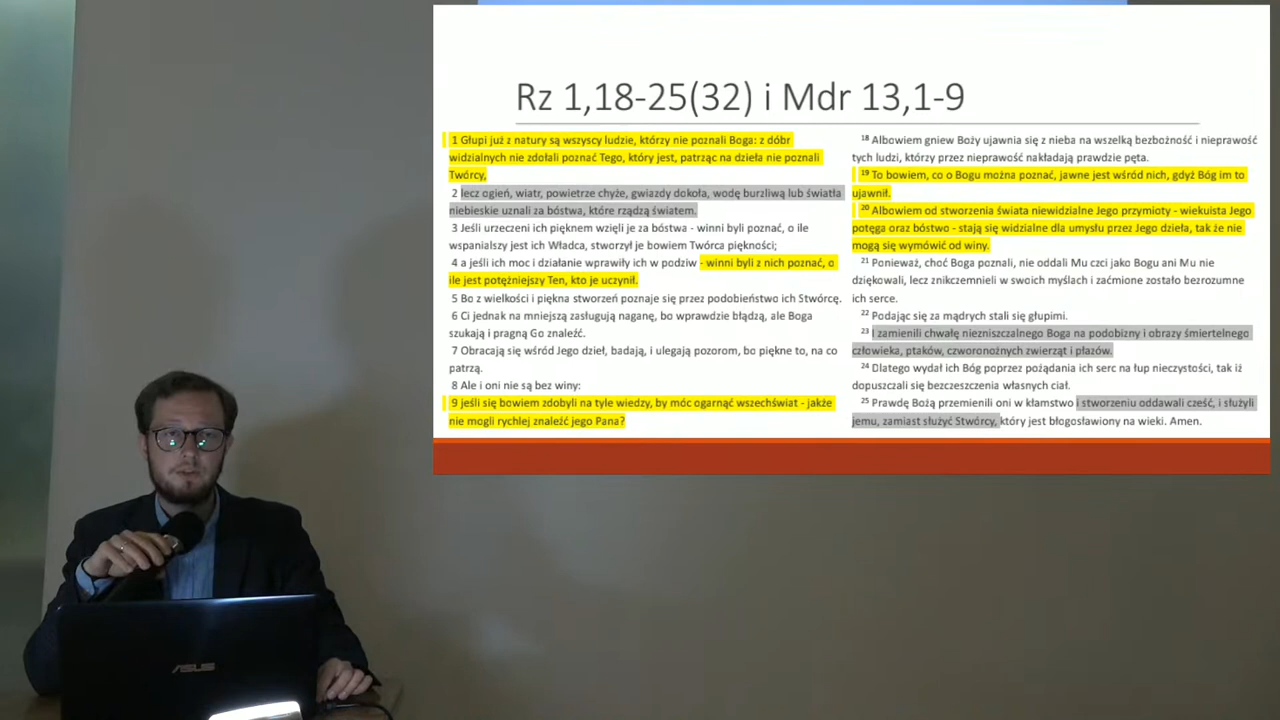 Rz 1,18-25(32) i Mdr 13,1-9
1 Głupi już z natury są wszyscy ludzie, którzy nie poznali Boga: z dóbr
widzialnych nie zdołali poznać Tego, który jest, patrząc na dzieła nie poznali
Twórcy,
2 lecz ogień, wiatr, powietrze chyże, gwiazdy dokoła, wodę burzliwą lub światła
niebieskie uznali za bóstwa, które rządzą światem.
3 Jeśli urzeczeni ich pięknem wzięli je za bóstwa - winni byli poznać, o ile
wspanialszy jest ich Władca, stworzył je bowiem Twórca piękności;
4 a jeśli ich moc i działanie wprawiły ich w podziw - winni byli z nich poznać, o
ile jest potężniejszy Ten, kto je uczynił.
5 Bo z wielkości i piękna stworzeń poznaje się przez podobieństwo ich Stwórcę.
6 Ci jednak na mniejszą zasługują naganę, bo wprawdzie błądzą, ale Boga
szukają i pragną Go znaleźć.
7 Obracają się wśród Jego dzieł, badają, i ulegają pozorom, bo piękne to, na co
patrzą.
8 Ale i oni nie są bez winy:
9 jeśli się bowiem zdobyli na tyle wiedzy, by móc ogarnąć wszechświat - jakże
nie mogli rychlej znaleźć jego Pana?
18 Albowiem gniew Boży ujawnia się z nieba na wszelką bezbożność i nieprawość
tych ludzi, którzy przez nieprawość nakładają prawdzie pęta.
19 To bowiem, co o Bogu można poznać, jawne jest wśród nich, gdyż Bóg im to
ujawnił.
20 Albowiem od stworzenia świata niewidzialne Jego przymioty - wiekuista Jego
potęga oraz bóstwo - stają się widzialne dla umysłu przez Jego dzieła, tak że nie
mogą się wymówić od winy.
21 Ponieważ, choć Boga poznali, nie oddali Mu czci jako Bogu ani Mu nie
dziękowali, lecz znikczemnieli w swoich myślach i zaćmione zostało bezrozumne
ich serce.
22 Podając się za mądrych stali się głupimi.
23 I zamienili chwałę niezniszczalnego Boga na podobizny i obrazy śmiertelnego
człowieka, ptaków, czworonożnych zwierząt i płazów.
24 Dlatego wydał ich Bóg poprzez pożądania ich serc na łup nieczystości, tak iż
dopuszczali się bezczeszczenia własnych ciał.
25 Prawdę Bożą przemienili oni w kłamstwo i stworzeniu oddawali cześć, i służyli
jemu, zamiast służyć Stwórcy, który jest błogosławiony na wieki. Amen.
ASUS